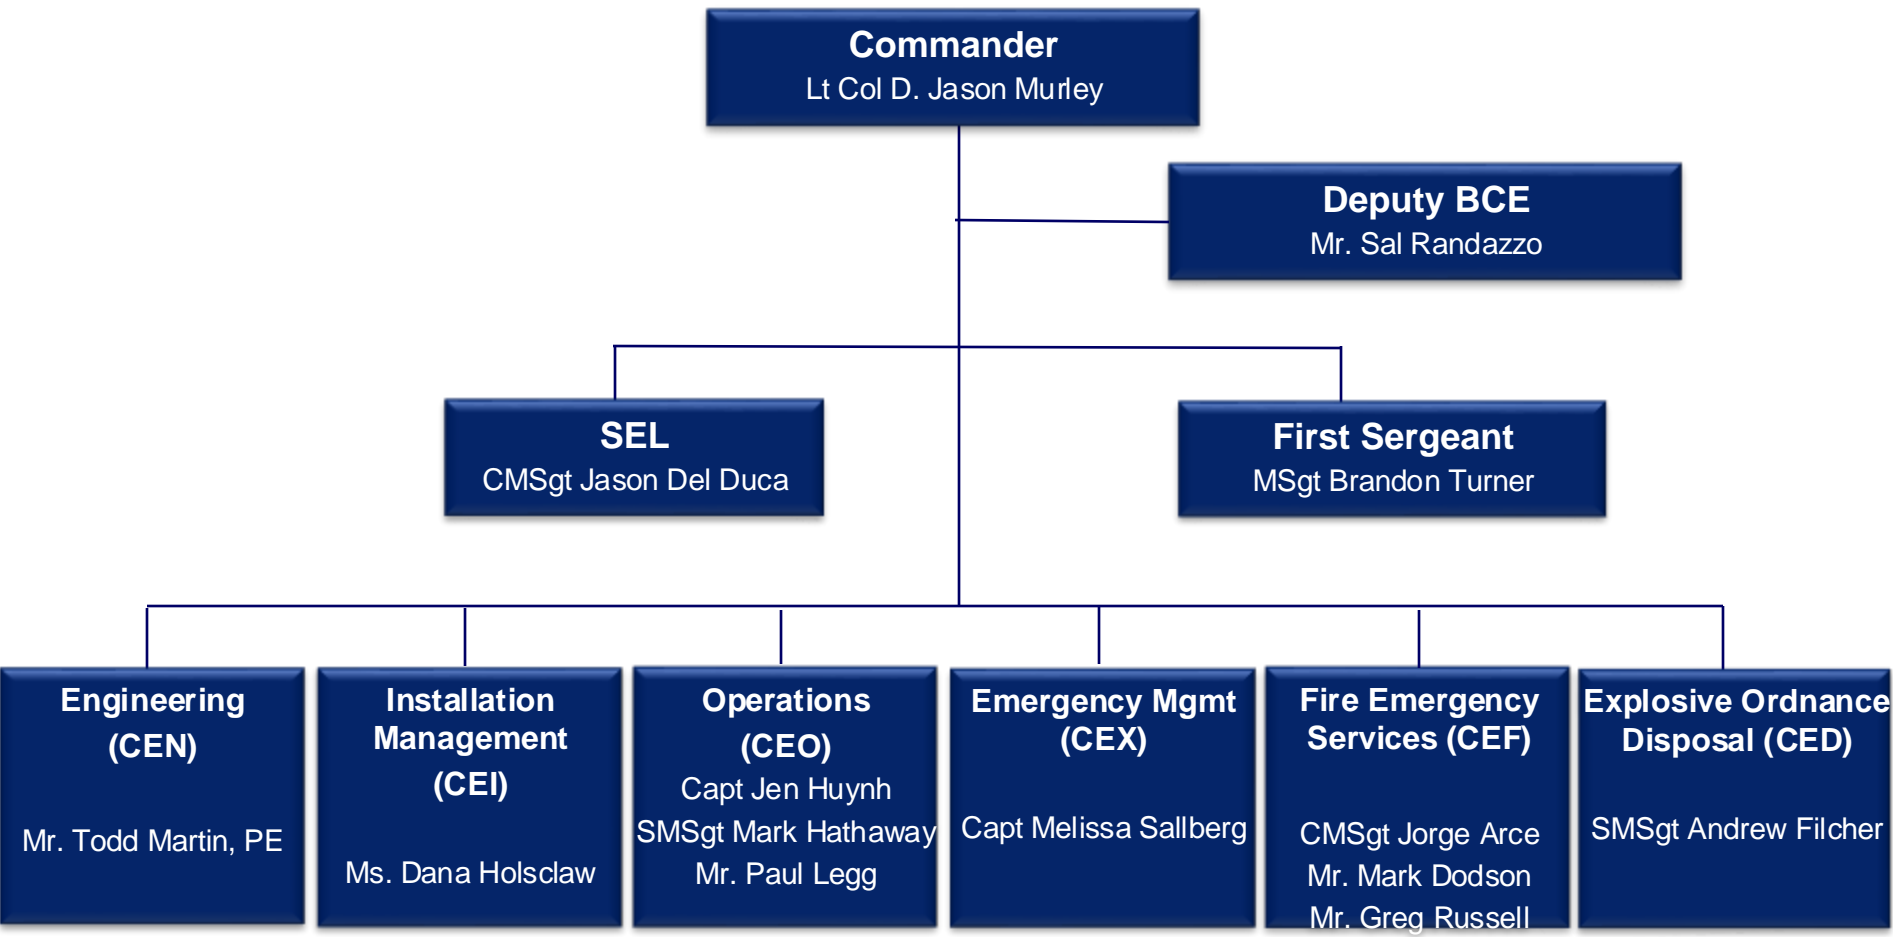 Commander
Lt Col D. Jason Murley
Deputy BCE
Mr. Sal Randazzo
SEL
CMSgt Jason Del Duca
First Sergeant
MSgt Brandon Turner
Engineering
(CEN)
Mr. Todd Martin, PE
Installation
Management
(CEI)
Ms. Dana Holsclaw
Operations
(CEO)
Capt Jen Huynh
SMSgt Mark Hathaway
Mr. Paul Legg
Emergency Mgmt
(CEX)
Capt Melissa Sallberg
Fire Emergency
Services (CEF)
CMSgt Jorge Arce
Mr. Mark Dodson
Mr. Greg Russell
Explosive Ordnance
Disposal (CED)
SMSgt Andrew Filcher